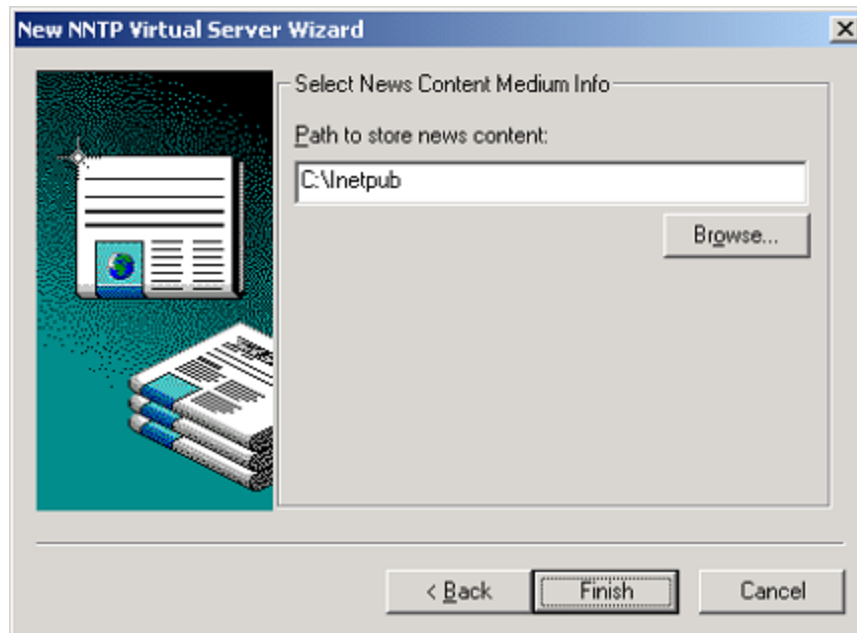 New NNTP Virtual Server Wizard
Select News Content Medium Info
Path to store news content:
C:\Inetpub
Browse...
< Back
Finish
Cancel